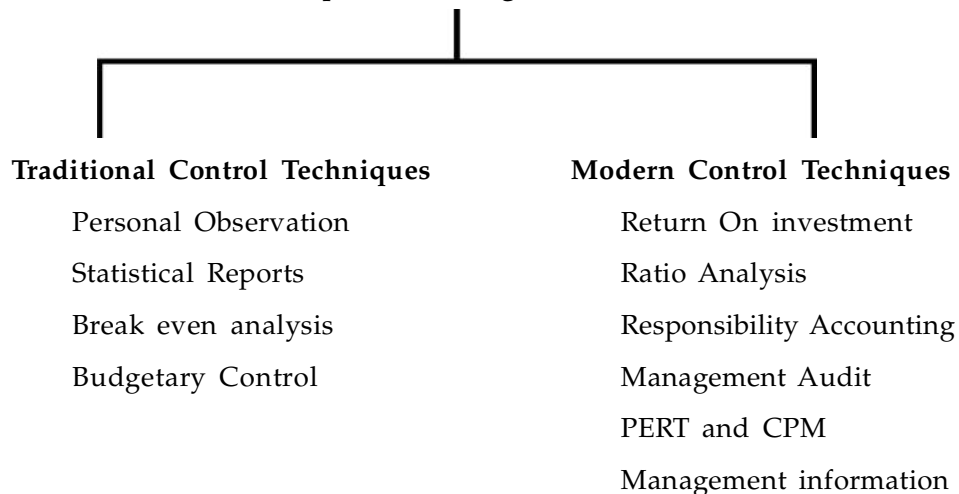 Traditional Control Techniques
Personal Observation
Statistical Reports
Break even analysis
Budgetary Control
Modern Control Techniques
Return On investment
Ratio Analysis
Responsibility Accounting
Management Audit
PERT and CPM
Management information